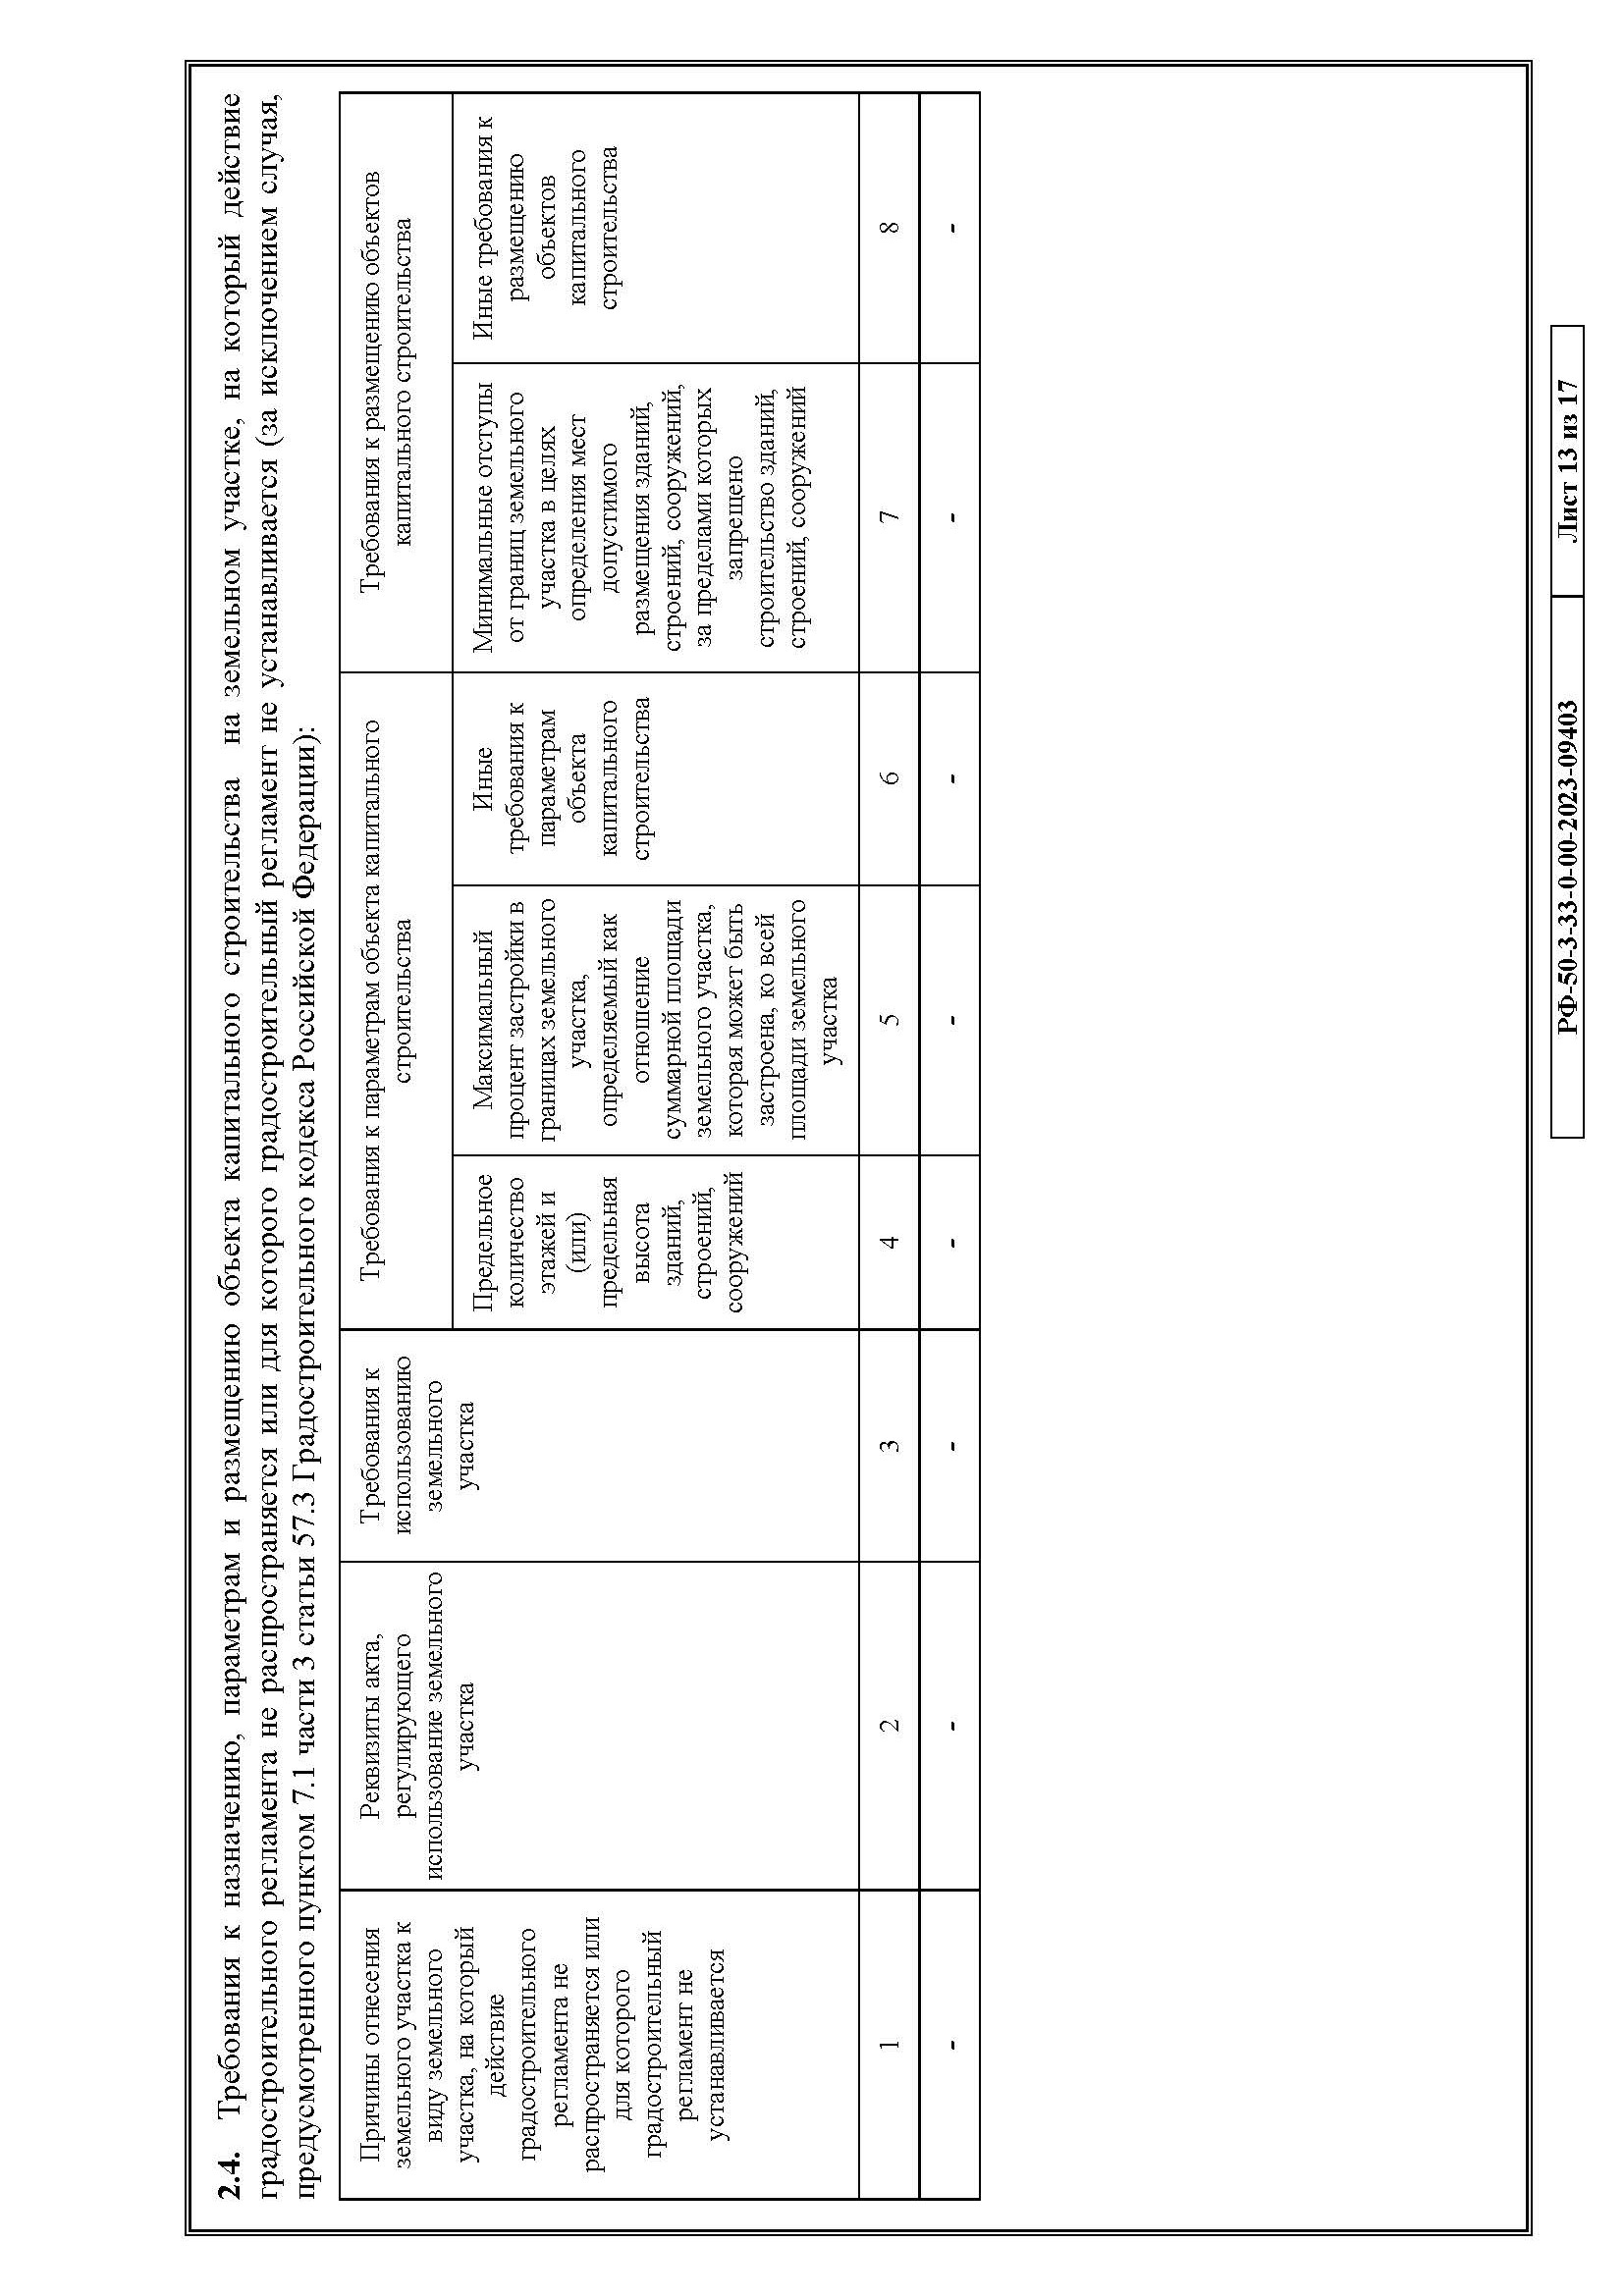 2.4. Требования к назначению, параметрам и размещению объекта капитального строительства на земельном участке, на который действие
градостроительного регламента не распространяется или для которого градостроительный регламент не устанавливается (за исключением случая,
предусмотренного пунктом 7.1 части 3 статьи 57.3 Градостроительного кодекса Российской Федерации):
Причины отнесения
земельного участка к
виду земельного
участка, на который
действие
градостроительного
регламента не
распространяется или
для которого
градостроительный
регламент не
устанавливается
Реквизиты акта,
регулирующего
использование земельного
участка
Требования к
использованию
земельного
участка
Требования к параметрам объекта капитального
строительства
Требования к размещению объектов
капитального строительства
Предельное
количество
этажей и
(или)
предельная
высота
зданий,
строений,
сооружений
Максимальный
процент застройки в
границах земельного
участка,
определяемый как
отношение
суммарной площади
земельного участка,
которая может быть
застроена, ко всей
площади земельного
участка
Иные
требования к
параметрам
объекта
капитального
строительства
Минимальные отступы
от границ земельного
участка в целях
определения мест
допустимого
размещения зданий,
строений, сооружений,
за пределами которых
запрещено
строительство зданий,
строений, сооружений
Иные требования к
размещению
объектов
капитального
строительства
1 2 3 4 5 6 7 8
- - - - - - - -
РФ-50-3-33-0-00-2023-09403 Лист 13 из 17